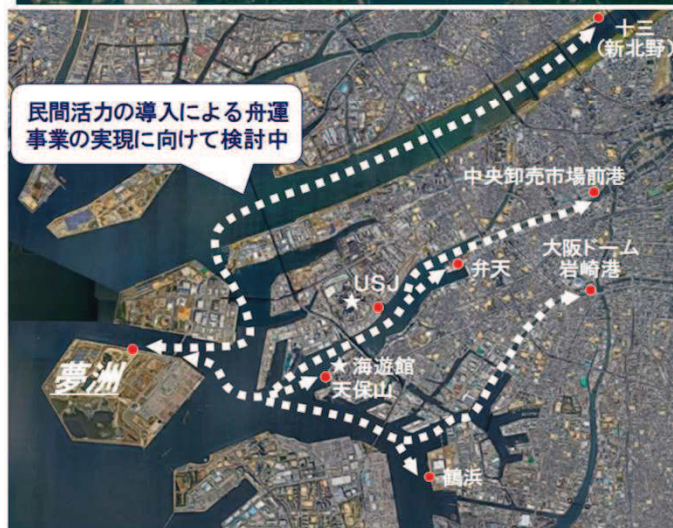 十三
(新北野)
民間活力の導入による舟運
事業の実現に向けて検討中
中央卸売市場前港
大阪ドーム
岩崎港
弁天
USJ
海遊館
天保山
夢洲
鶴浜